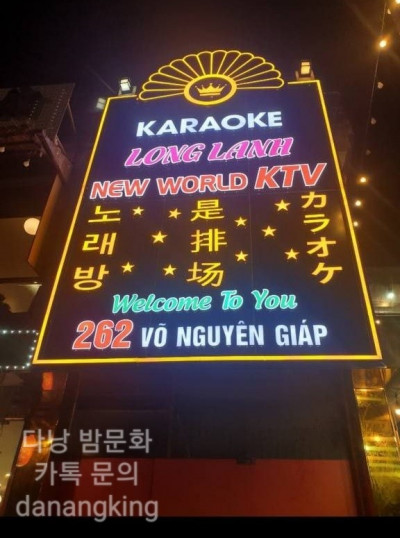 KARAOKE
LONG LANH
NEW WORLD KTV
노래방
是排场
カラオケ
Welcome To You
262 VÕ NGUYÊN GIÁP
다낭 밤문화
카톡 문의
danangking